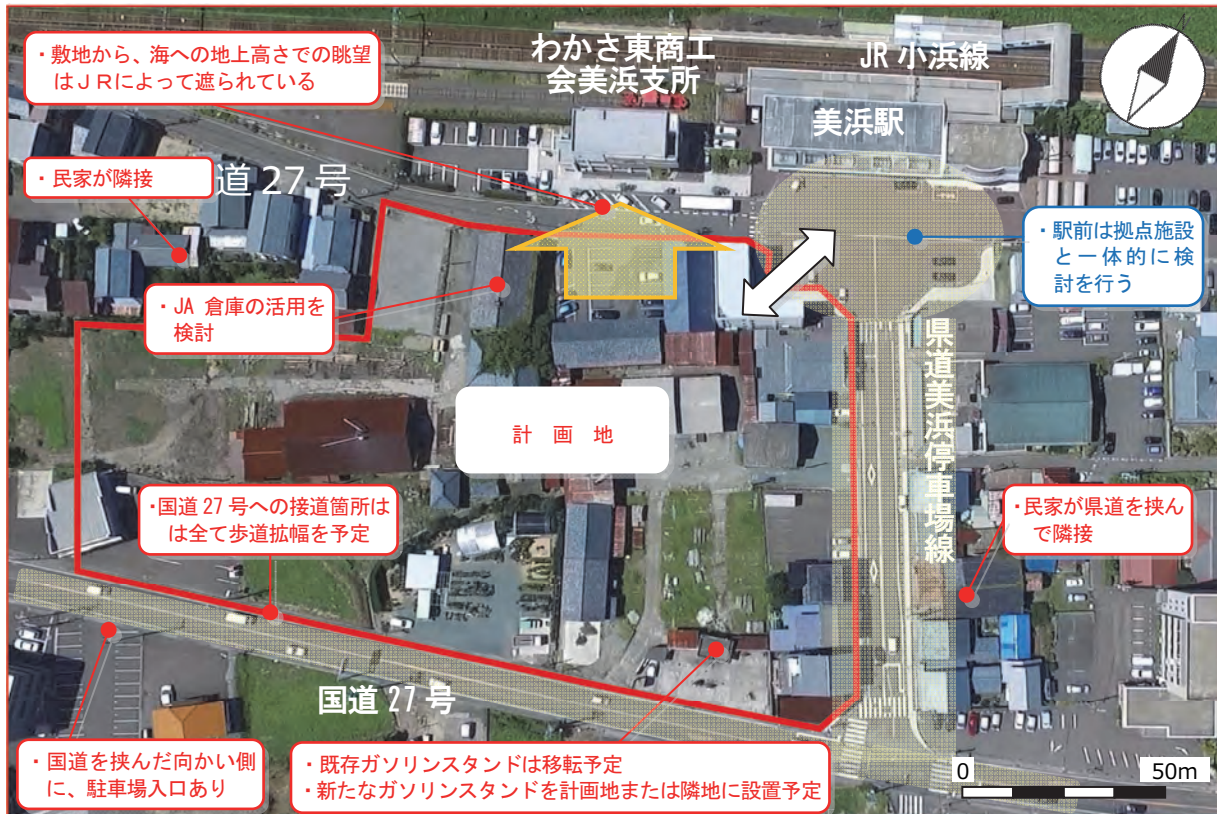 ・敷地から、海への地上高さでの眺望
はJRによって遮られている
わかさ東商工
会美浜支所
JR 小浜線
美浜駅
・民家が隣接
道 27 号
・JA 倉庫の活用を
検討
・駅前は拠点施設
と一体的に検
討を行う
県道美浜停車場線
計 画 地
・国道 27 号への接道箇所は
は全て歩道拡幅を予定
・民家が県道を挟ん
で隣接
国道 27 号
・国道を挟んだ向かい側
に、駐車場入口あり
・既存ガソリンスタンドは移転予定
・新たなガソリンスタンドを計画地または隣地に設置予定
0 50m